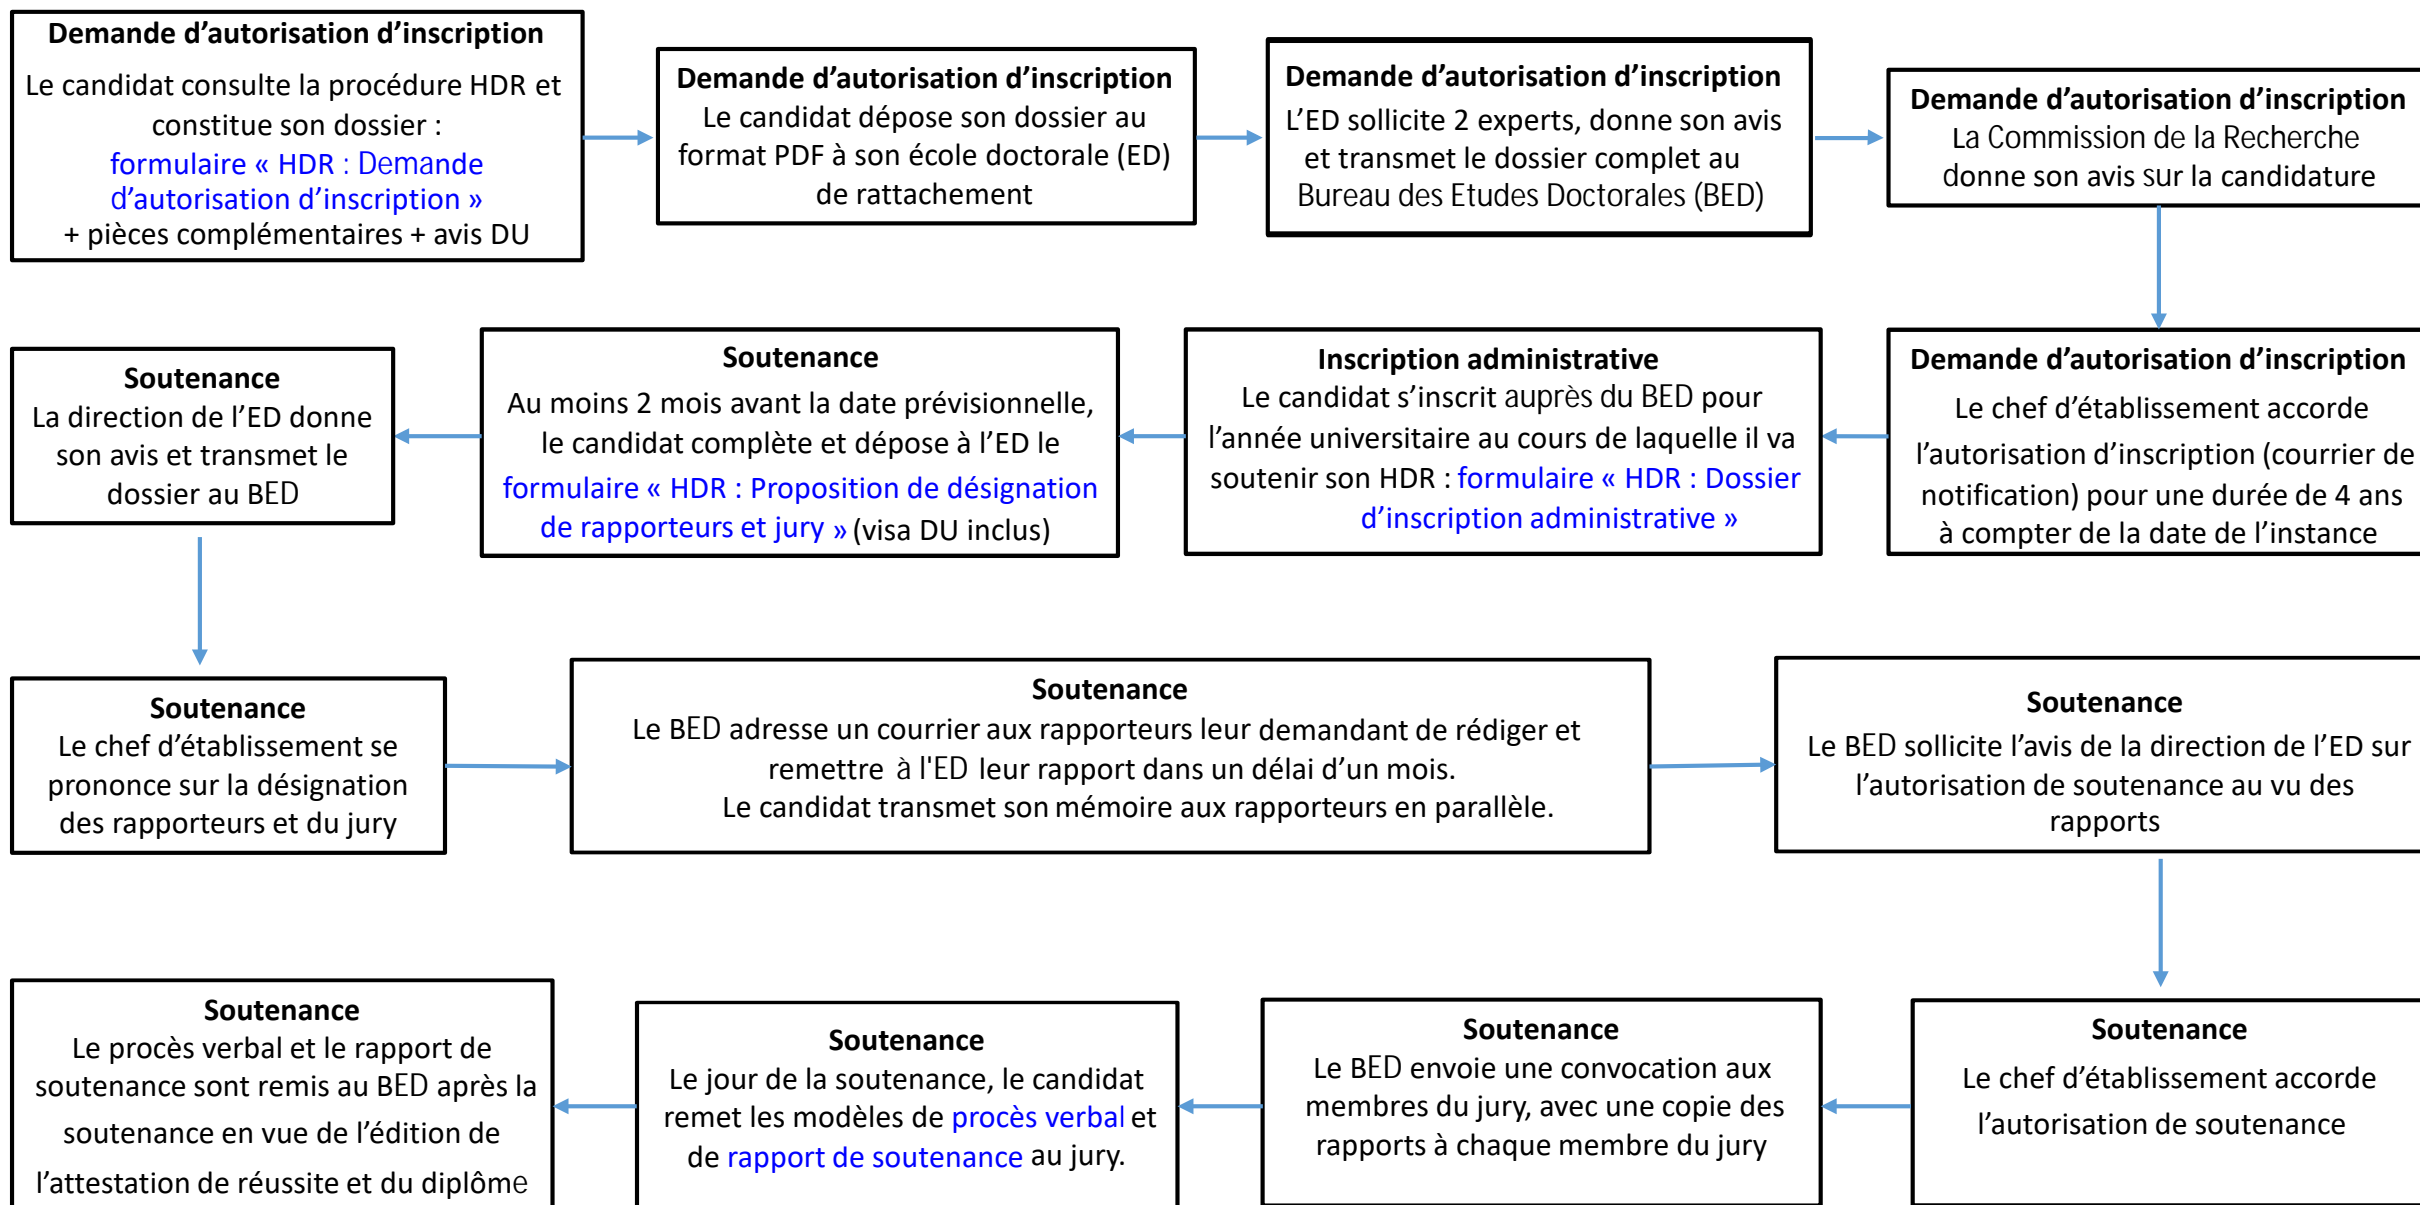 Demande d'autorisation d'inscription
Le candidat consulte la procédure HDR et
constitue son dossier :
formulaire « HDR : Demande
d'autorisation d'inscription »
+ pièces complémentaires + avis DU
Demande d'autorisation d'inscription
Le candidat dépose son dossier au
format PDF à son école doctorale (ED)
de rattachement
Demande d'autorisation d'inscription
L'ED sollicite 2 experts, donne son avis
et transmet le dossier complet au
Bureau des Etudes Doctorales (BED)
Demande d'autorisation d'inscription
La Commission de la Recherche
donne son avis sur la candidature
Demande d'autorisation d'inscription
Le chef d'établissement accorde
l'autorisation d'inscription (courrier de
notification) pour une durée de 4 ans
à compter de la date de l'instance
Inscription administrative
Le candidat s'inscrit auprès du BED pour
l'année universitaire au cours de laquelle il va
soutenir son HDR : formulaire « HDR : Dossier
d'inscription administrative »
Soutenance
Au moins 2 mois avant la date prévisionnelle,
le candidat complète et dépose à l'ED le
formulaire « HDR : Proposition de désignation
de rapporteurs et jury » (visa DU inclus)
Soutenance
La direction de l'ED donne
son avis et transmet le
dossier au BED
Soutenance
Le chef d'établissement se
prononce sur la désignation
des rapporteurs et du jury
Soutenance
Le BED adresse un courrier aux rapporteurs leur demandant de rédiger et
remettre à l'ED leur rapport dans un délai d'un mois.
Le candidat transmet son mémoire aux rapporteurs en parallèle.
Soutenance
Le BED sollicite l'avis de la direction de l'ED sur
l'autorisation de soutenance au vu des
rapports
Soutenance
Le chef d'établissement accorde
l'autorisation de soutenance
Soutenance
Le BED envoie une convocation aux
membres du jury, avec une copie des
rapports à chaque membre du jury
Soutenance
Le jour de la soutenance, le candidat
remet les modèles de procès verbal et
de rapport de soutenance au jury.
Soutenance
Le procès verbal et le rapport de
soutenance sont remis au BED après la
soutenance en vue de l'édition de
l'attestation de réussite et du diplôme